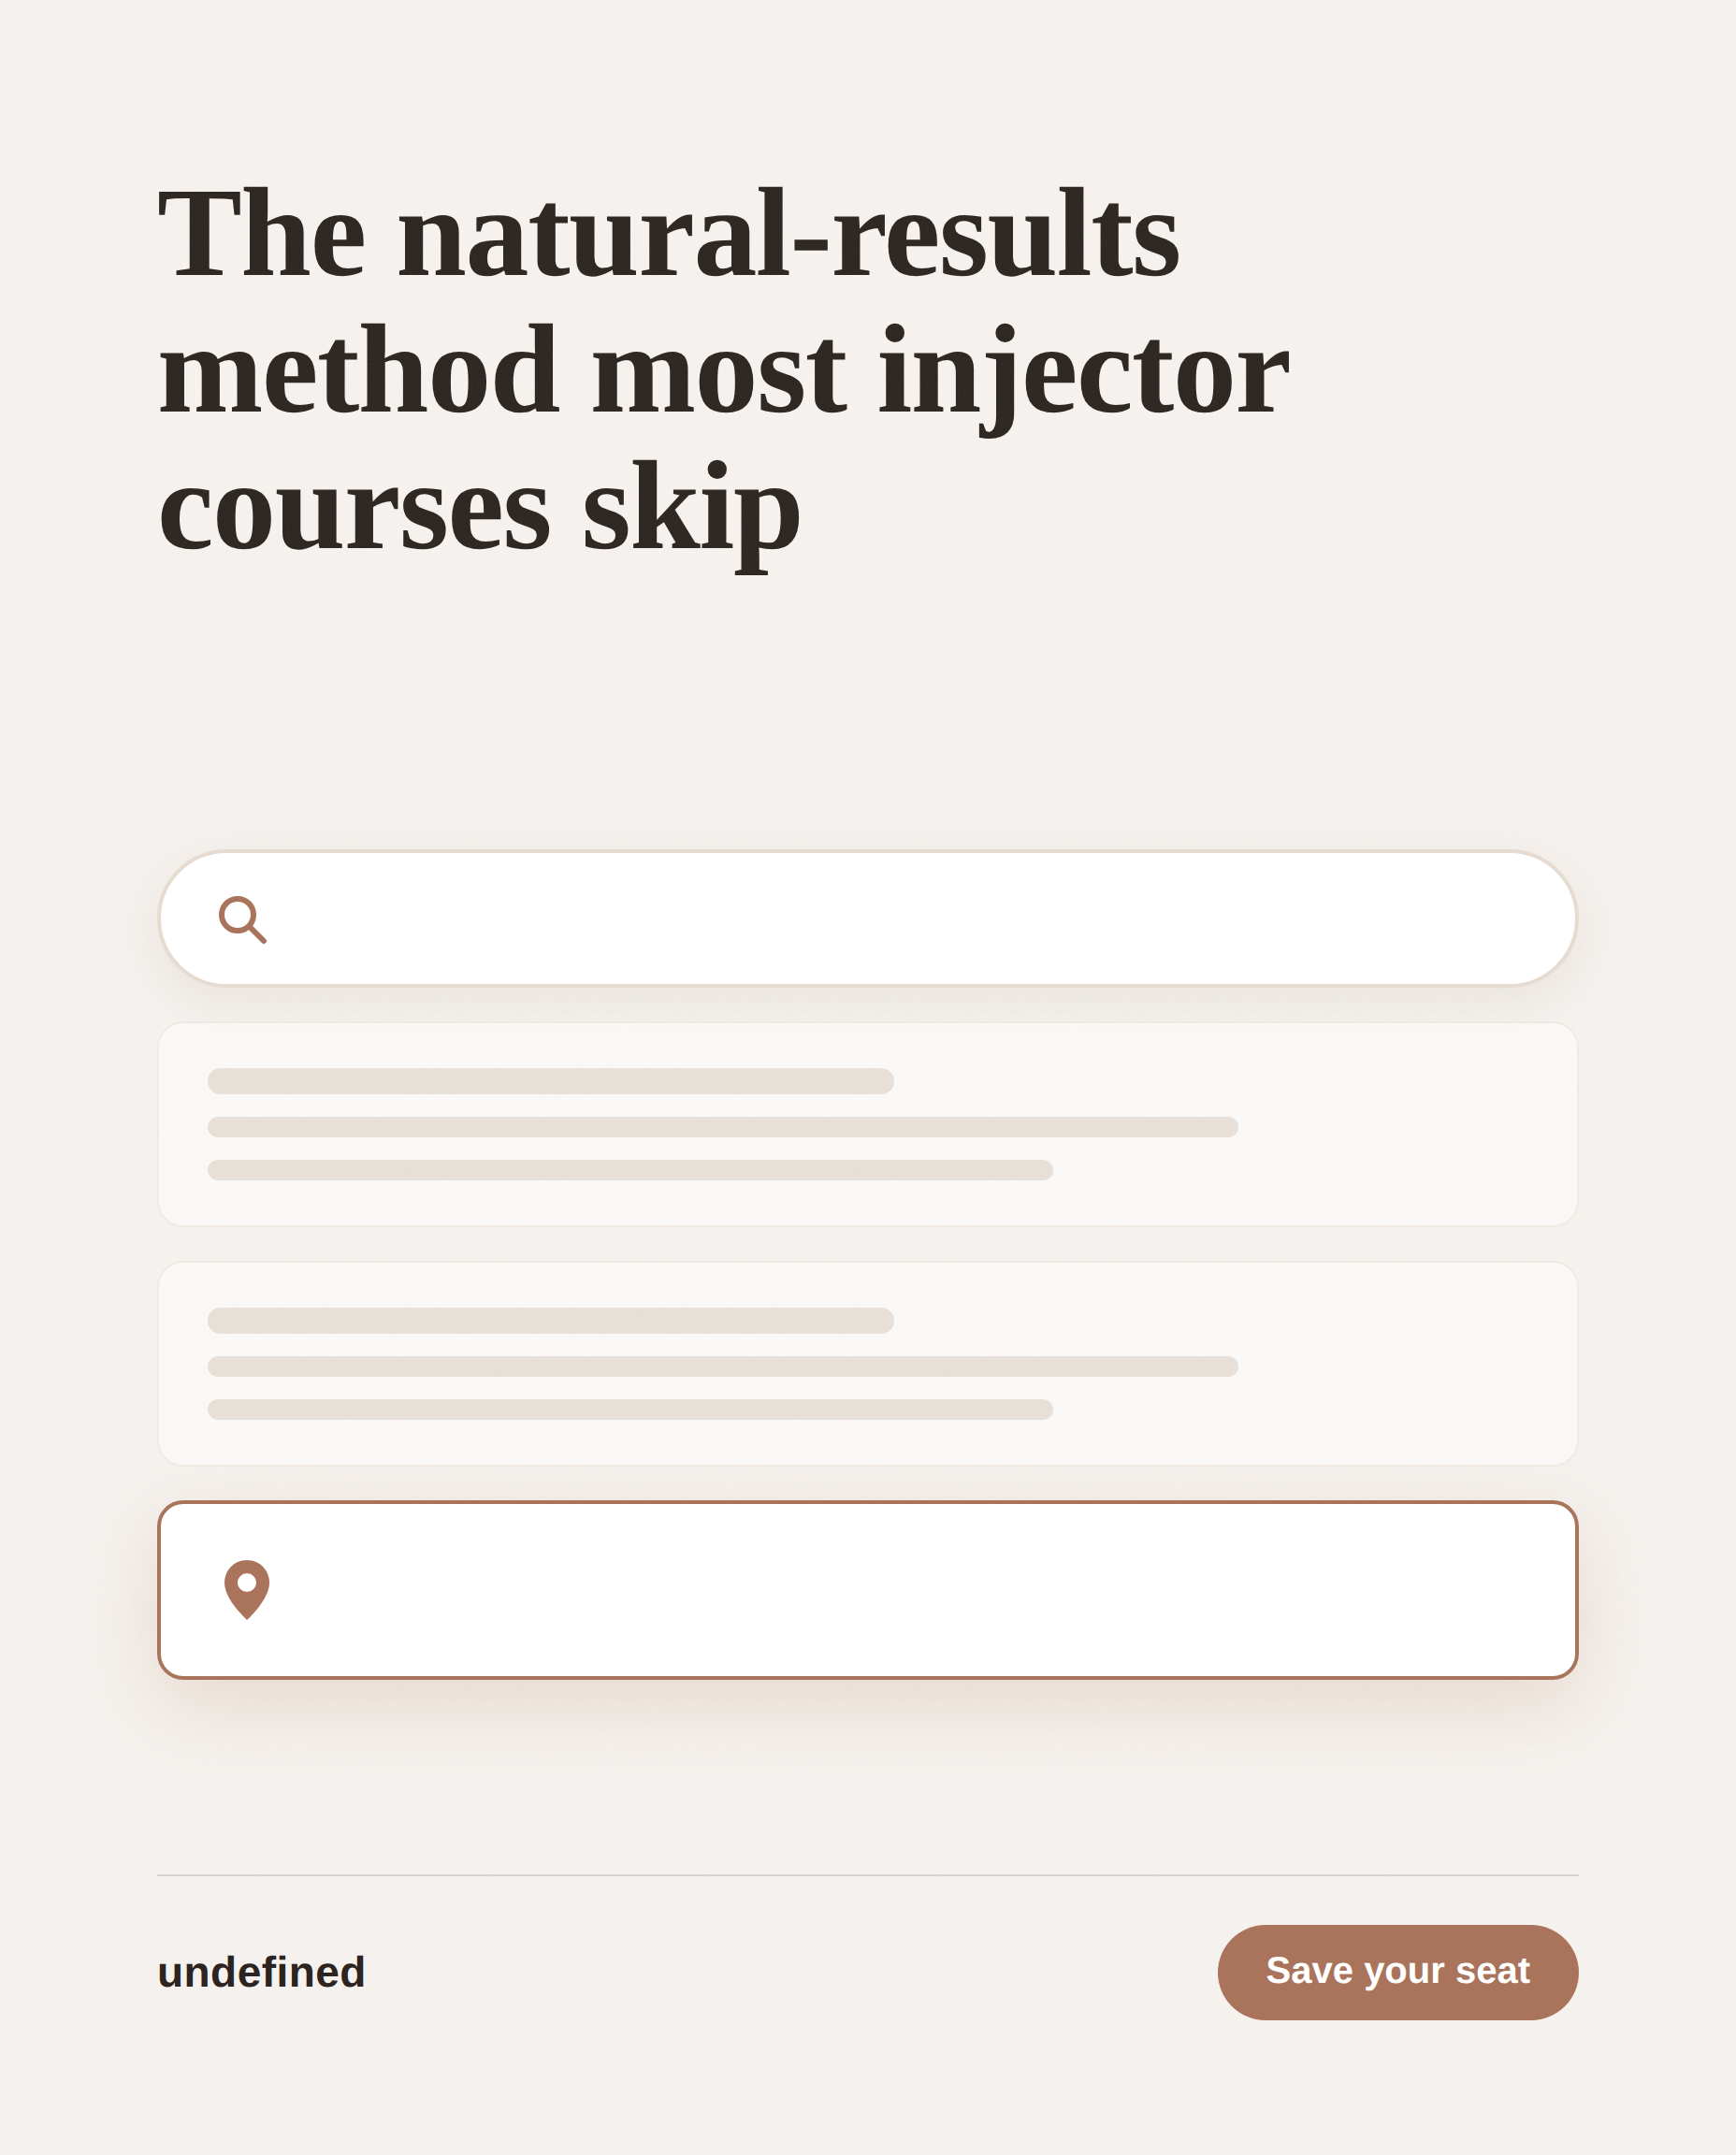 The natural-results
method most injector
courses skip
undefined
Save your seat